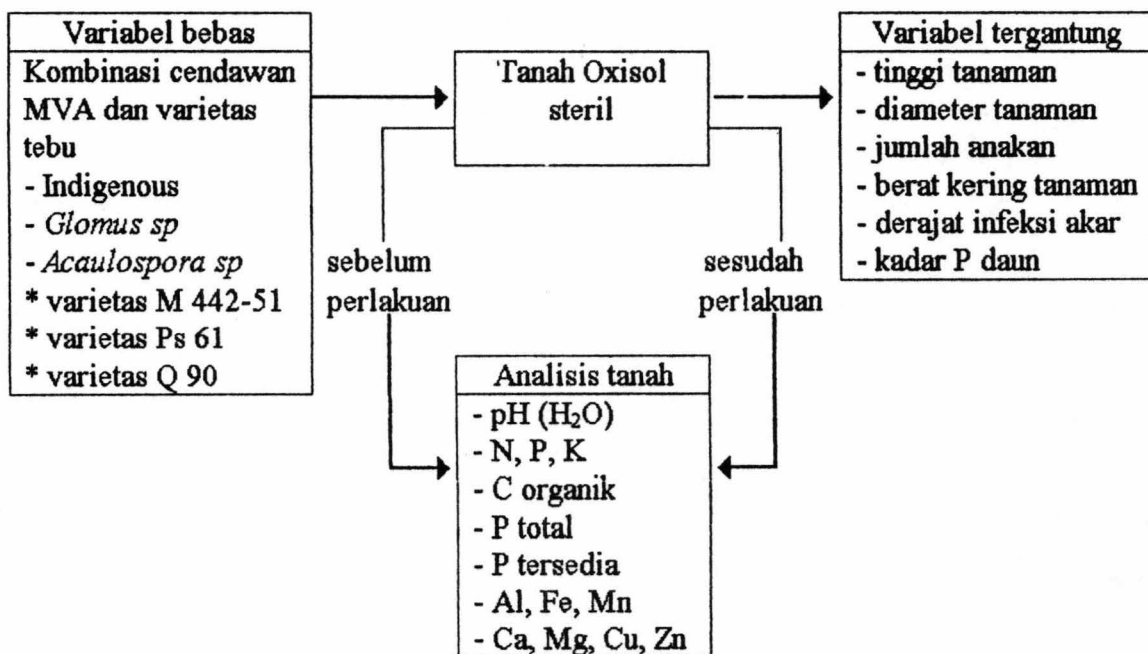 Variabel bebas
Kombinasi cendawan
MVA dan varietas
tebu
- Indigenous
- Glomus sp
- Acaulospora sp
* varietas M 442-51
* varietas Ps 61
* varietas Q 90
Tanah Oxisol
steril
Variabel tergantung
- tinggi tanaman
- diameter tanaman
- jumlah anakan
- berat kering tanaman
- derajat infeksi akar
- kadar P daun
sebelum
perlakuan
sesudah
perlakuan
Analisis tanah
- pH (H₂O)
- N, P, K
- C organik
- P total
- P tersedia
- Al, Fe, Mn
- Ca, Mg, Cu, Zn